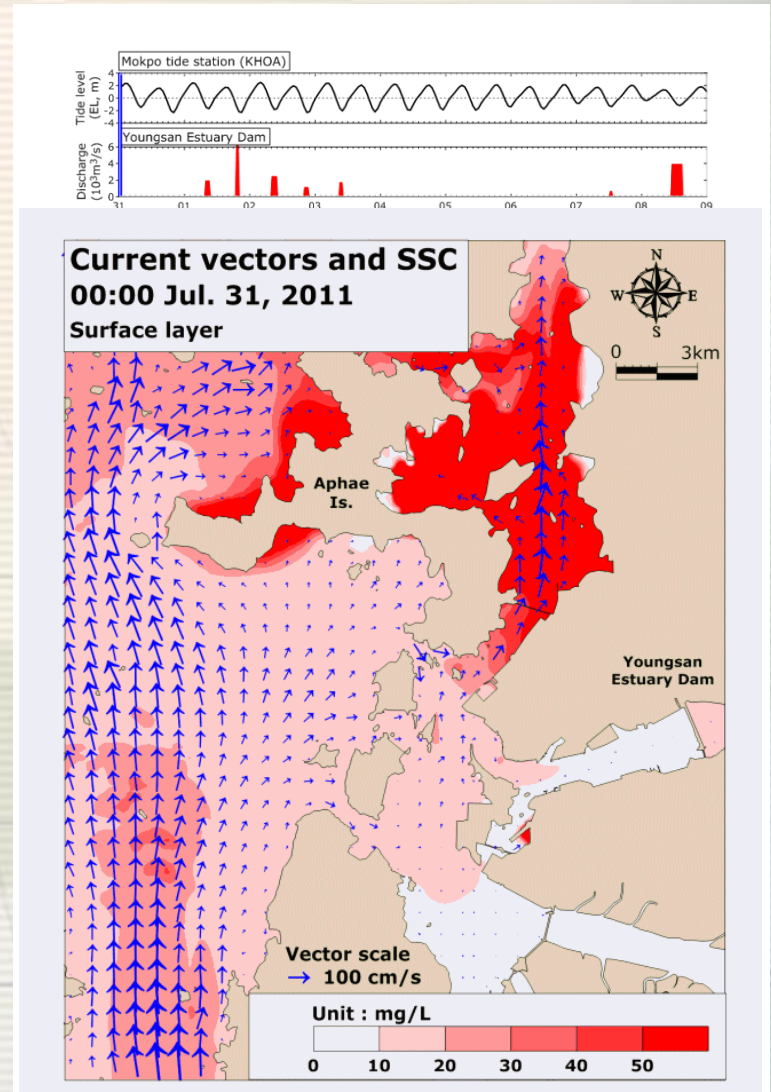 Mokpo tide station (KHOA)
Tide level
(EL, m)
4
2
0
-2
-4
Youngsan Estuary Dam
Discharge
(10³m³/s)
6
4
2
0
31 01 02 03 04 05 06 07 08 09
Current vectors and SSC
00:00 Jul. 31, 2011
Surface layer
N
W E
S
0 3km
Aphae
Is.
Youngsan
Estuary Dam
Vector scale
100 cm/s
Unit : mg/L
0 10 20 30 40 50